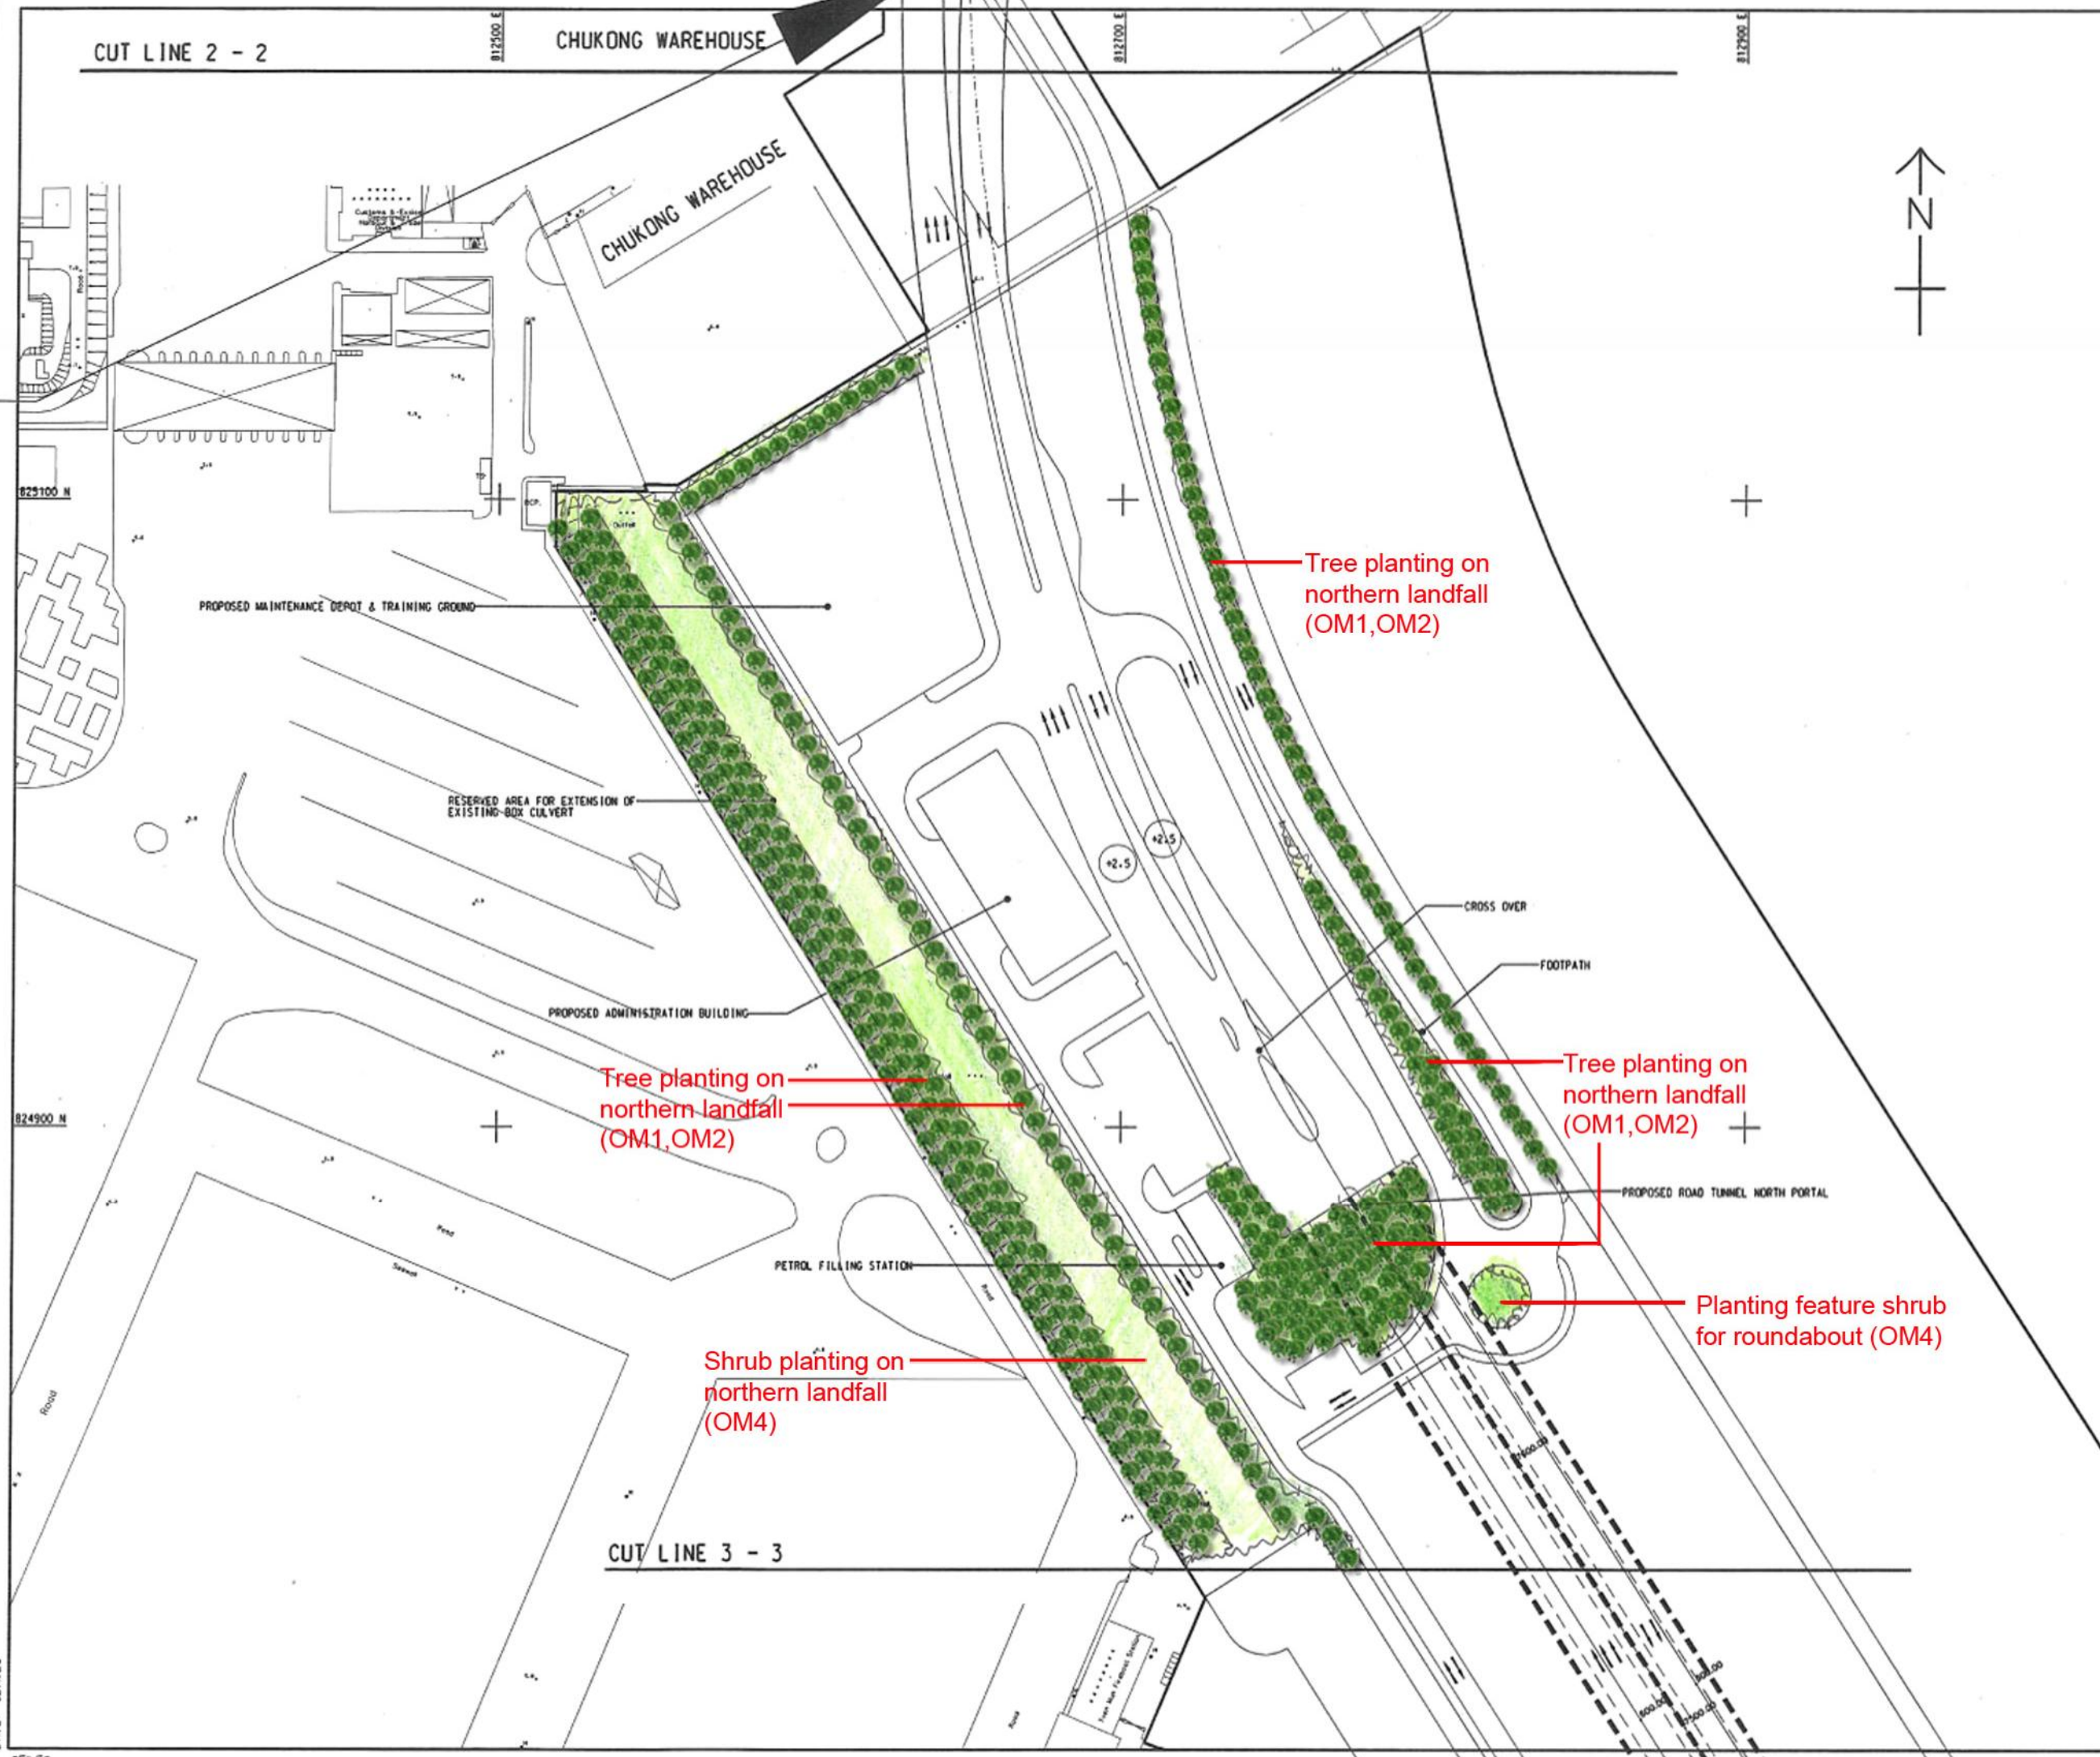 812500 E
812700 E
812900 E
CUT LINE 2 - 2
CHUKONG WAREHOUSE
CHUKONG WAREHOUSE
N
825100 N
Tree planting on
northern landfall
(OM1,OM2)
PROPOSED MAINTENANCE DEPOT & TRAINING GROUND
RESERVED AREA FOR EXTENSION OF
EXISTING BOX CULVERT
+2.5
+2.5
CROSS OVER
FOOTPATH
PROPOSED ADMINISTRATION BUILDING
Tree planting on
northern landfall
(OM1,OM2)
Tree planting on
northern landfall
(OM1,OM2)
824900 N
PROPOSED ROAD TUNNEL NORTH PORTAL
PETROL FILLING STATION
Planting feature shrub
for roundabout (OM4)
Shrub planting on
northern landfall
(OM4)
Road
CUT LINE 3 - 3